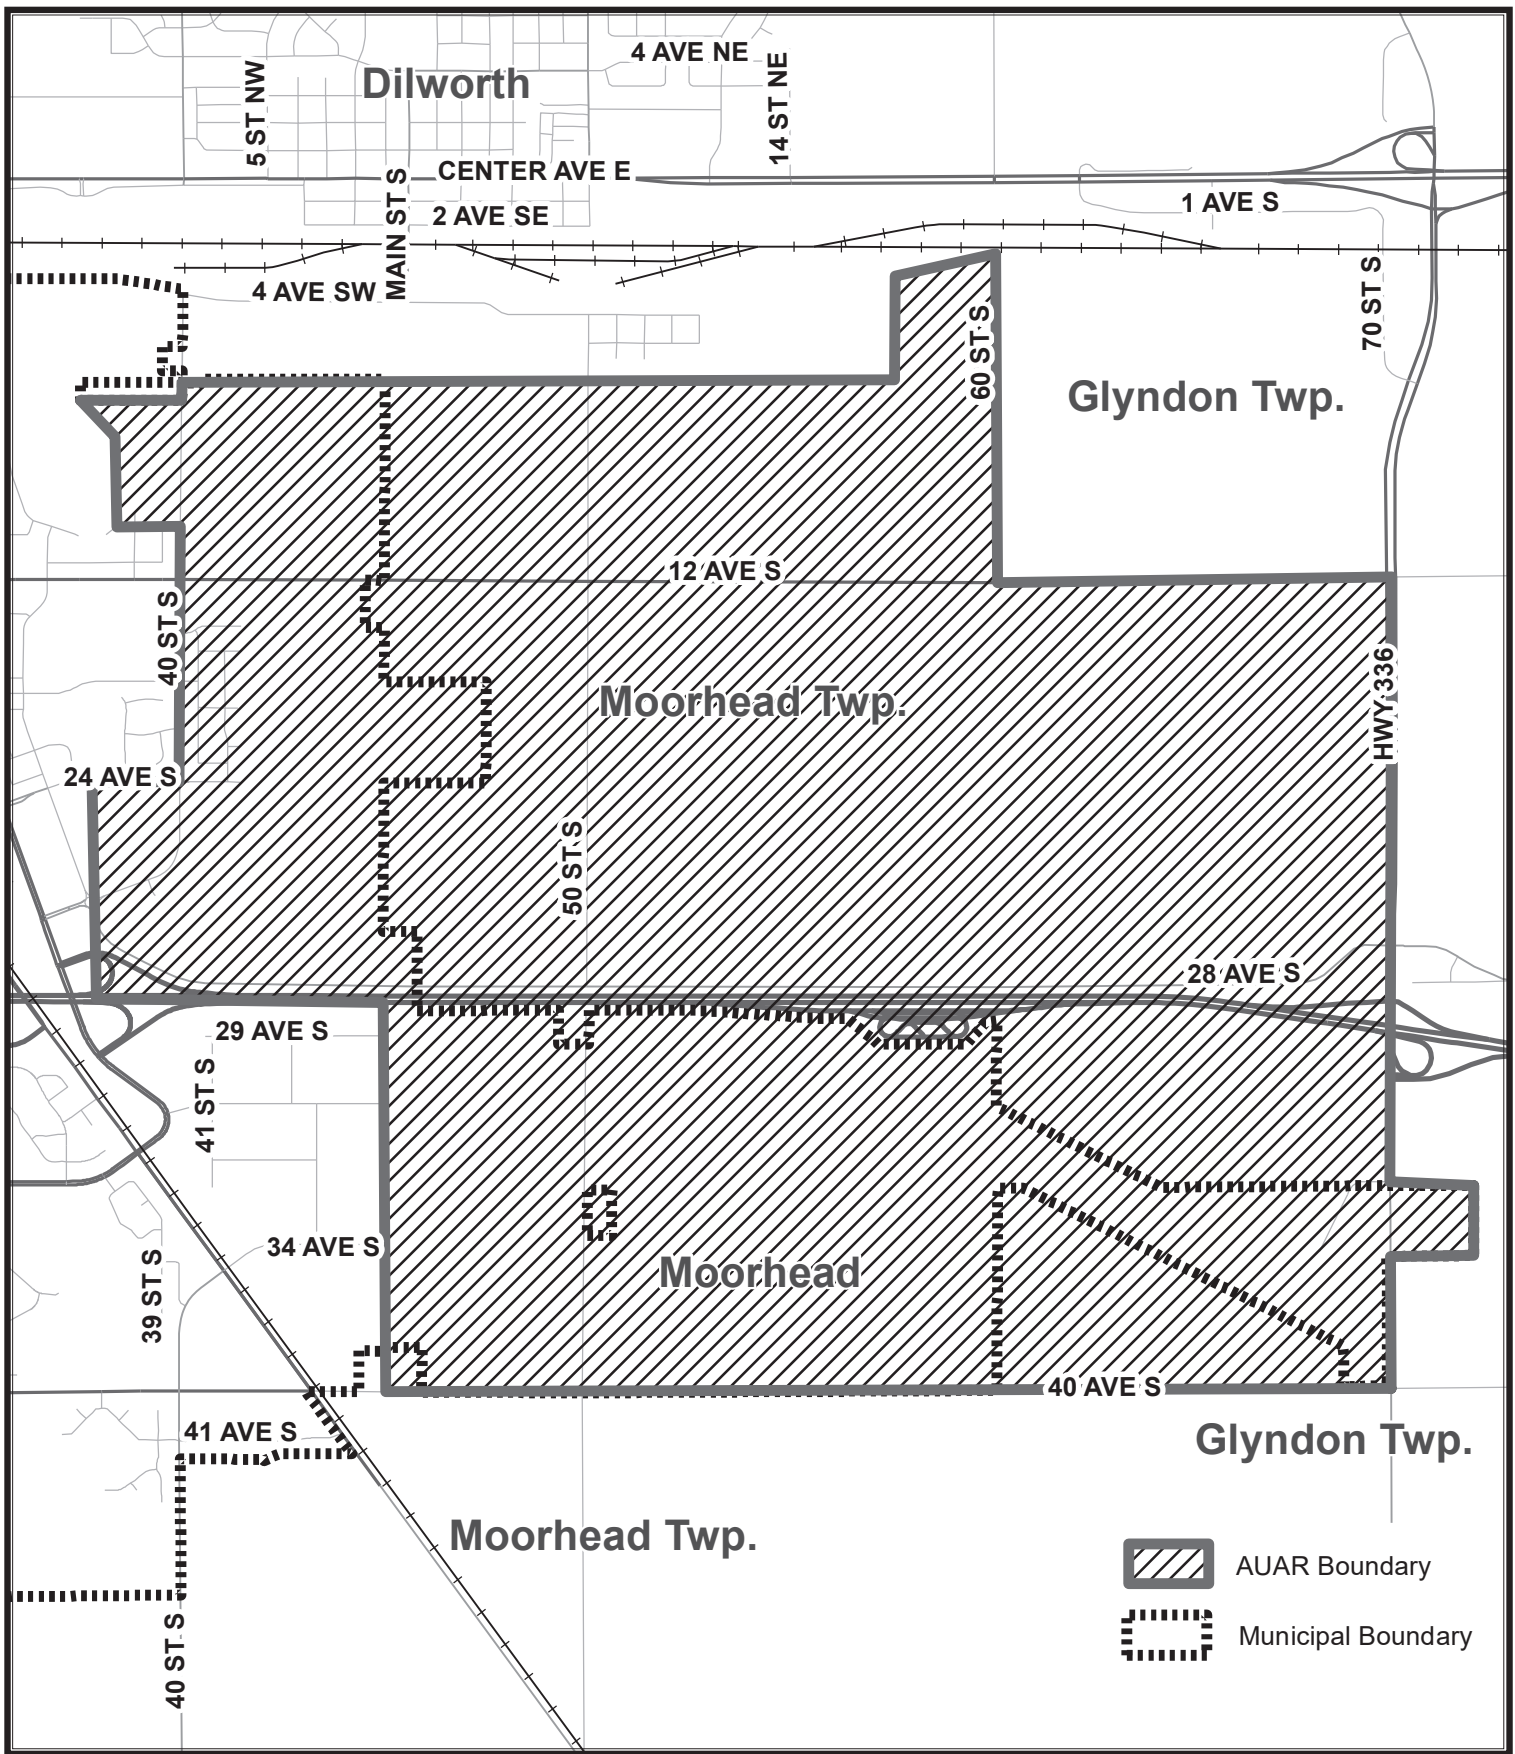 4 AVE NE
Dilworth
5 ST NW
14 ST NE
CENTER AVE E
MAIN ST S
1 AVE S
2 AVE SE
4 AVE SW
70 ST S
60 ST S
Glyndon Twp.
12 AVE S
40 ST S
HWY 336
Moorhead Twp.
24 AVE S
50 ST S
28 AVE S
29 AVE S
41 ST S
34 AVE S
39 ST S
Moorhead
40 AVE S
41 AVE S
Glyndon Twp.
Moorhead Twp.
AUAR Boundary
Municipal Boundary
40 ST S